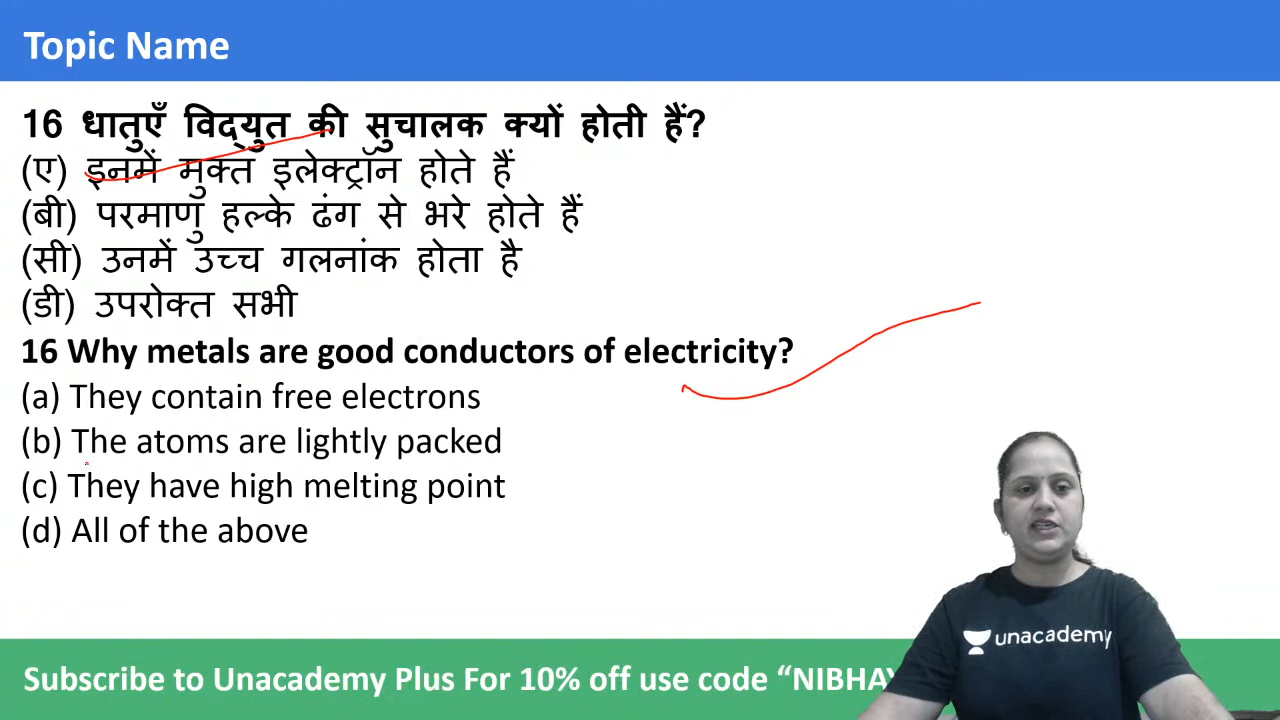 Topic Name
16 धातुएँ विद्युत की सुचालक क्यों होती हैं?
(ए) इनमें मुक्त इलेक्ट्रॉन होते हैं
(बी) परमाणु हल्के ढंग से भरे होते हैं
(सी) उनमें उच्च गलनांक होता है
(डी) उपरोक्त सभी
16 Why metals are good conductors of electricity?
(a) They contain free electrons
(b) The atoms are lightly packed
(c) They have high melting point
(d) All of the above
unacademy
Subscribe to Unacademy Plus For 10% off use code “NIBHAY